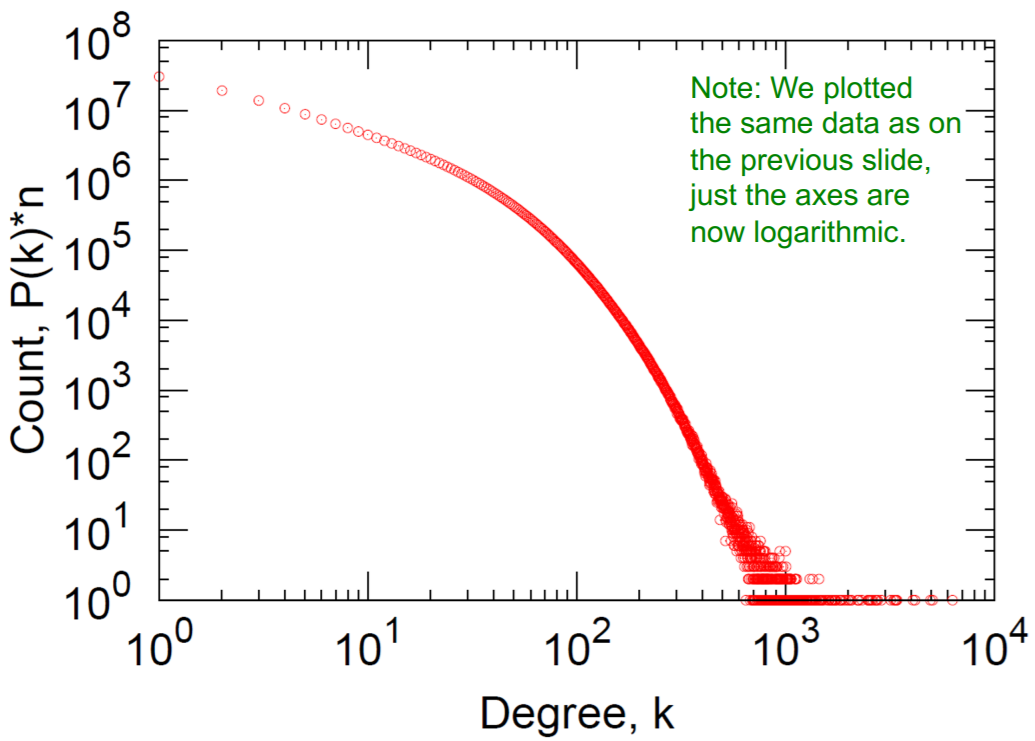 10^8
10^7
10^6
10^5
10^4
10^3
10^2
10^1
10^0
Count, P(k)*n
Note: We plotted
the same data as on
the previous slide,
just the axes are
now logarithmic.
10^0 10^1 10^2 10^3 10^4
Degree, k